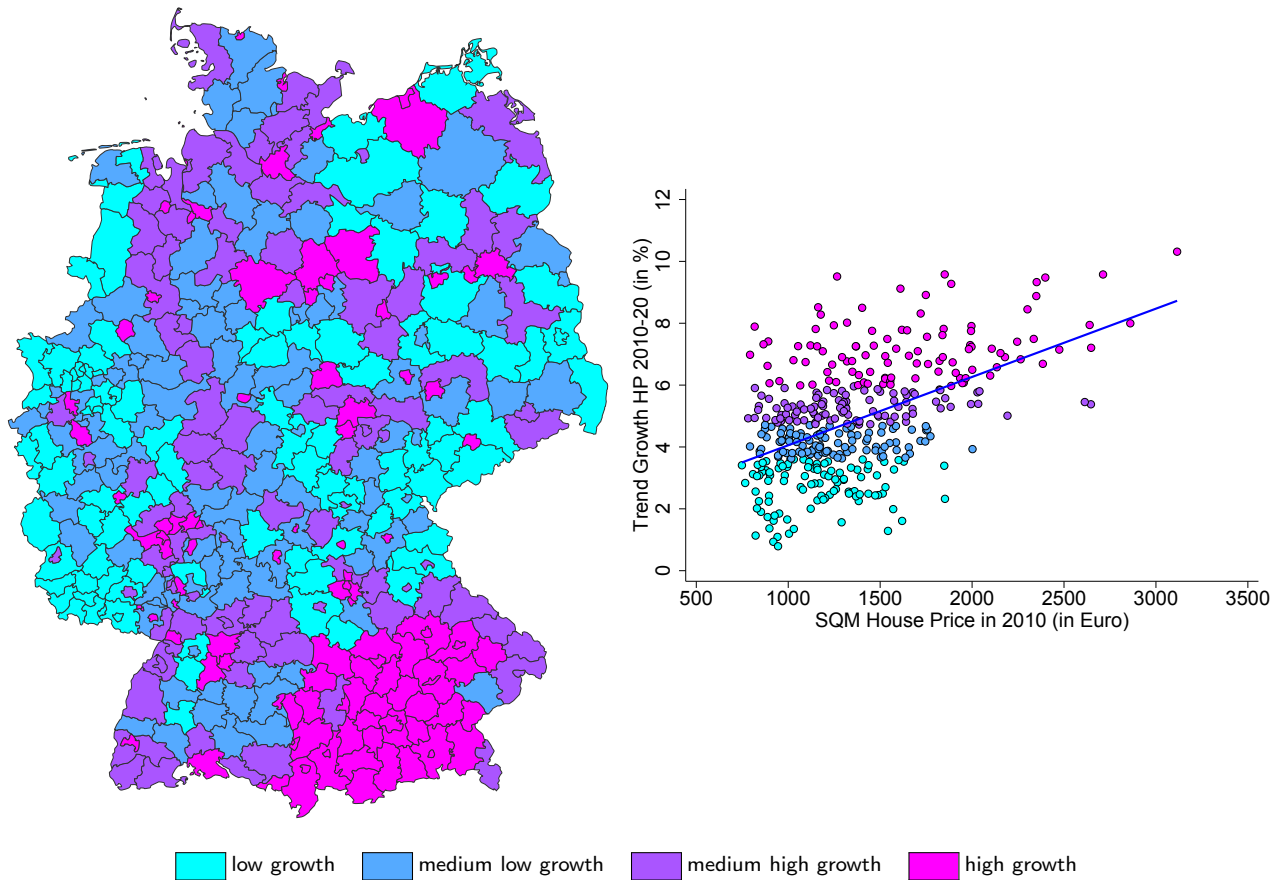 Trend Growth HP 2010-20 (in %)
12
10
8
6
4
2
0
500 1000 1500 2000 2500 3000 3500
SQM House Price in 2010 (in Euro)
low growth medium low growth medium high growth high growth